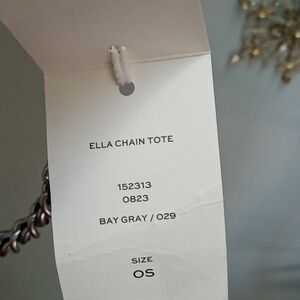 ELLA CHAIN TOTE
152313
0823
BAY GRAY / 029
SIZE
OS